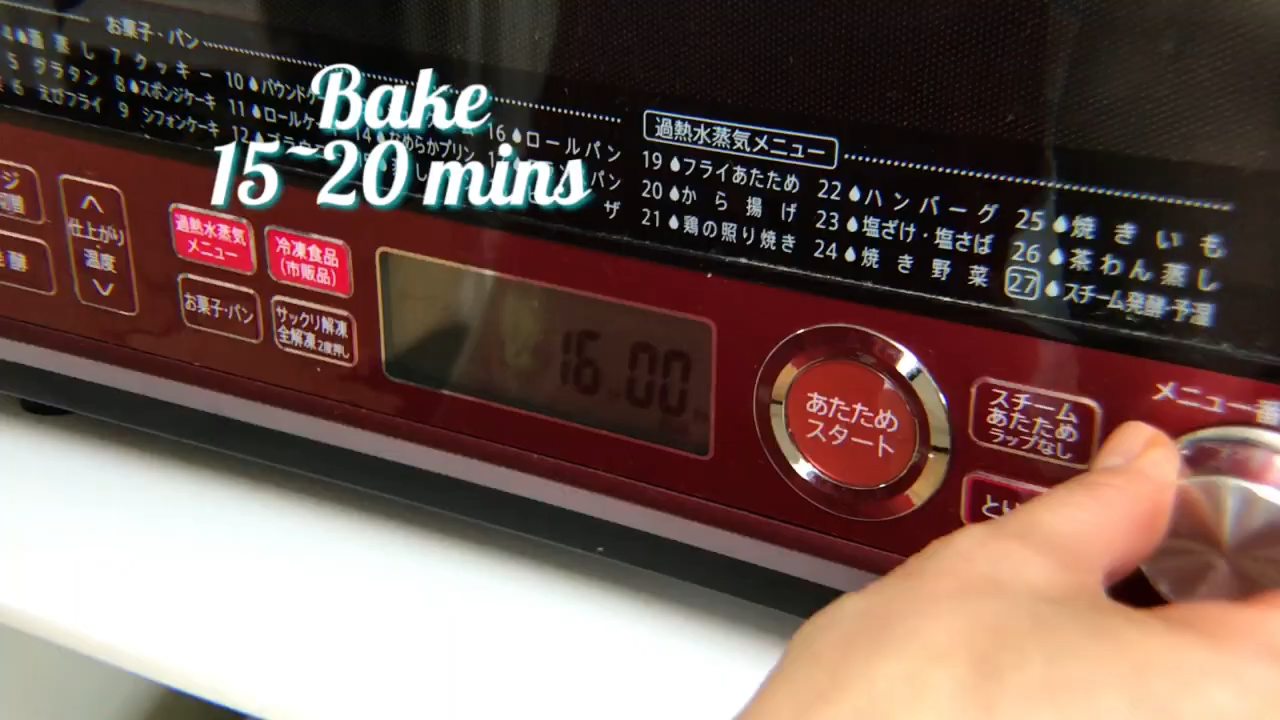 お菓子・パン
4 蒸し 7 クッキー 10 パウンドケ
5 グラタン 8 スポンジケーキ 11 ロールケ
6 えびフライ 9 シフォンケーキ 12 14 なめらかプリン 16 ロールパン
Bake
15~20 mins
過熱水蒸気メニュー
19 フライあたため 22 ハンバーグ 25 焼きいも
20 から揚げ 23 塩ざけ・塩さば 26 茶わん蒸し
21 鶏の照り焼き 24 焼き野菜 27 スチーム発酵・予温
仕上がり
温度
過熱水蒸気
メニュー
冷凍食品
(市販品)
お菓子・パン
サックリ解凍
全解凍 2度押し
16 00
あたため
スタート
スチーム
あたため
ラップなし
メニュー番